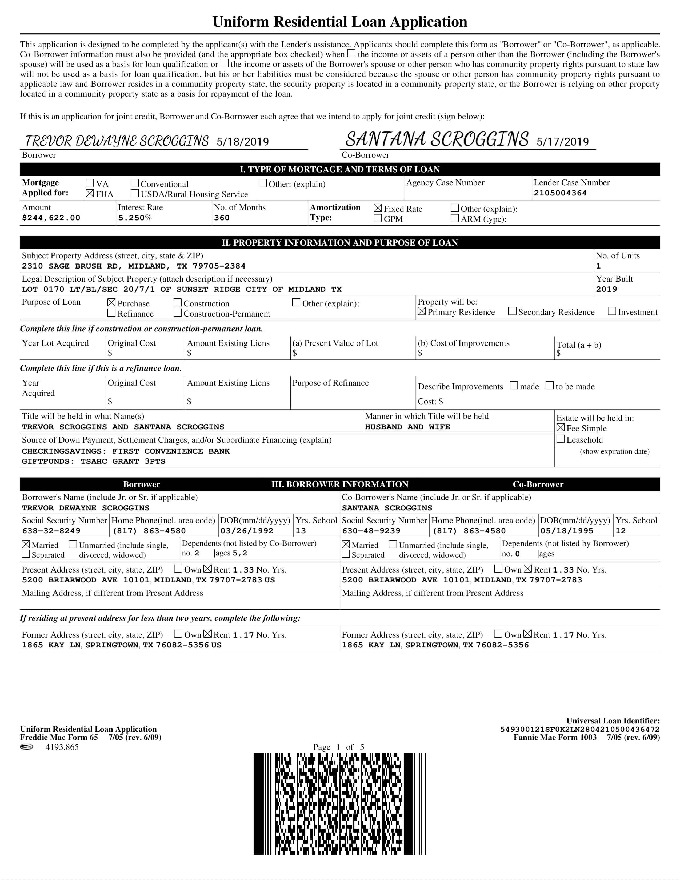 Uniform Residential Loan Application
This application is designed to be completed by the applicant(s) with the Lender's assistance. Applicants should complete this form as "Borrower" or "Co-Borrower", as applicable.
Co-Borrower information must also be provided (and the appropriate box checked) when ☐ the income or assets of a person other than the Borrower (including the Borrower's
spouse) will be used as a basis for loan qualification or ☐ the income or assets of the Borrower's spouse or other person who has community property rights pursuant to state law
will not be used as a basis for loan qualification, but his or her liabilities must be considered because the spouse or other person has community property rights pursuant to
applicable law and Borrower resides in a community property state, the security property is located in a community property state, or the Borrower is relying on other property
located in a community property state as a basis for repayment of the loan.
If this is an application for joint credit, Borrower and Co-Borrower each agree that we intend to apply for joint credit (sign below):
TREVOR DEWAYNE SCROGGINS 5/18/2019 SANTANA SCROGGINS 5/17/2019
Borrower Co-Borrower
I. TYPE OF MORTGAGE AND TERMS OF LOAN
Mortgage ☐ VA ☐ Conventional ☐ Other: (explain) Agency Case Number Lender Case Number
Applied for: ☒ FHA ☐ USDA/Rural Housing Service 2105004364
Amount Interest Rate No. of Months Amortization ☒ Fixed Rate ☐ Other (explain):
$244,622.00 5.250% 360 Type: ☐ GPM ☐ ARM (type):
II. PROPERTY INFORMATION AND PURPOSE OF LOAN
Subject Property Address (street, city, state & ZIP) No. of Units
2310 SAGE BRUSH RD, MIDLAND, TX 79705-2384 1
Legal Description of Subject Property (attach description if necessary) Year Built
LOT 0170 LT/BL/SEC 20/7/1 OF SUNSET RIDGE CITY OF MIDLAND TX 2019
Purpose of Loan ☒ Purchase ☐ Construction ☐ Other (explain): Property will be:
☐ Refinance ☐ Construction-Permanent ☒ Primary Residence ☐ Secondary Residence ☐ Investment
Complete this line if construction or construction-permanent loan.
Year Lot Acquired Original Cost Amount Existing Liens (a) Present Value of Lot (b) Cost of Improvements Total (a + b)
$ $ $ $ $
Complete this line if this is a refinance loan.
Year Original Cost Amount Existing Liens Purpose of Refinance Describe Improvements ☐ made ☐ to be made
Acquired
$ $ Cost: $
Title will be held in what Name(s) Manner in which Title will be held Estate will be held in:
TREVOR SCROGGINS AND SANTANA SCROGGINS HUSBAND AND WIFE ☒ Fee Simple
Source of Down Payment, Settlement Charges, and/or Subordinate Financing (explain) ☐ Leasehold
CHECKINGSAVINGS: FIRST CONVENIENCE BANK (show expiration date)
GIFTFUNDS: TSAHC GRANT 3PTS
Borrower III. BORROWER INFORMATION Co-Borrower
Borrower's Name (include Jr. or Sr. if applicable) Co-Borrower's Name (include Jr. or Sr. if applicable)
TREVOR DEWAYNE SCROGGINS SANTANA SCROGGINS
Social Security Number Home Phone(incl. area code) DOB(mm/dd/yyyy) Yrs. School Social Security Number Home Phone(incl. area code) DOB(mm/dd/yyyy) Yrs. School
638-32-8249 (817) 863-4580 03/26/1992 13 630-48-9239 (817) 863-4580 05/18/1995 12
☒ Married ☐ Unmarried (include single, Dependents (not listed by Co-Borrower) ☒ Married ☐ Unmarried (include single, Dependents (not listed by Borrower)
☐ Separated divorced, widowed) no. 2 ages 5,2 ☐ Separated divorced, widowed) no. 0 ages
Present Address (street, city, state, ZIP) ☐ Own ☒ Rent 1.33 No. Yrs. Present Address (street, city, state, ZIP) ☐ Own ☒ Rent 1.33 No. Yrs.
5200 BRIARWOOD AVE 10101, MIDLAND, TX 79707-2783 US 5200 BRIARWOOD AVE 10101, MIDLAND, TX 79707-2783
Mailing Address, if different from Present Address Mailing Address, if different from Present Address
If residing at present address for less than two years, complete the following:
Former Address (street, city, state, ZIP) ☐ Own ☒ Rent 1.17 No. Yrs. Former Address (street, city, state, ZIP) ☐ Own ☒ Rent 1.17 No. Yrs.
1865 KAY LN, SPRINGTOWN, TX 76082-5356 US 1865 KAY LN, SPRINGTOWN, TX 76082-5356
Universal Loan Identifier:
Uniform Residential Loan Application
Freddie Mac Form 65 7/05 (rev. 6/09) Fannie Mae Form 1003 7/05 (rev. 6/09)
4193.865 Page 1 of 5